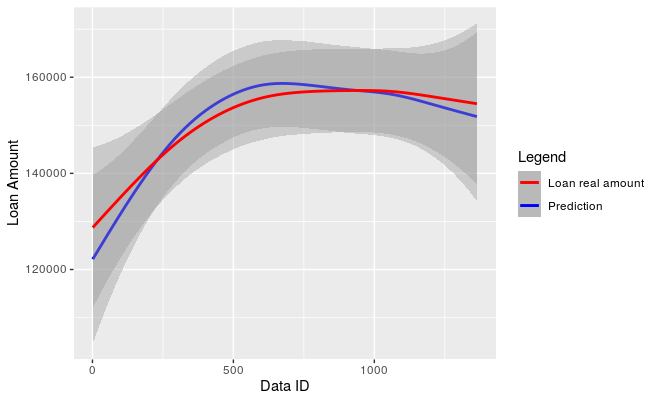 160000
140000
120000
0
500
1000
Data ID
Loan Amount
Legend
Loan real amount
Prediction